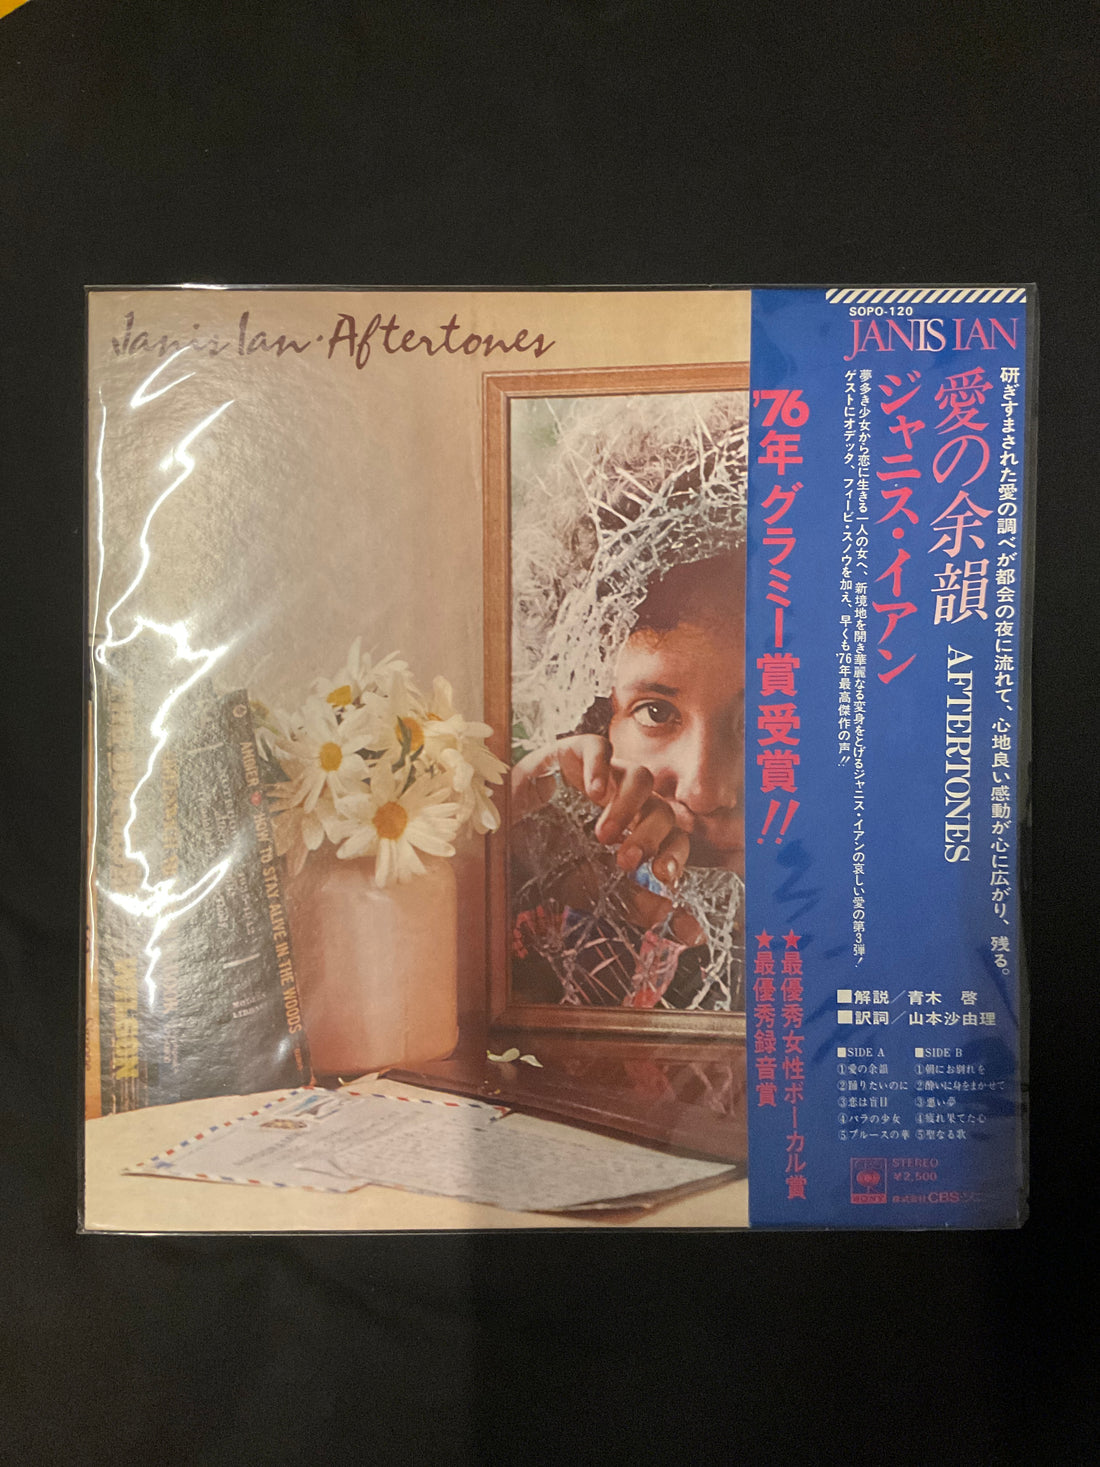 Janis Ian · Aftertones
HOW TO STAY ALIVE IN THE WOODS
SOPO-120
JANIS IAN
研ぎすまされた愛の調べが都会の夜に流れて、心地良い感動が心に広がり、残る。
愛の余韻 AFTERTONES
ジャニス・イアン
夢多き少女から恋に生きる一人の女へ、新境地を開き華麗なる変身をとげるジャニス・イアンの哀しい愛の第3弾!
ゲストにオデッタ、フィービ・スノウを加え、早くも'76年最高傑作の声!!
'76年 グラミー賞 受賞!!
★最優秀女性ボーカル賞
★最優秀録音賞
■解説/青木 啓
■訳詞/山本沙由理
■SIDE A
①愛の余韻
②踊りたいのに
③恋は盲目
④バラの少女
⑤ブルースの華
■SIDE B
①朝にお別れを
②酔いに身をまかせて
③悪い夢
④疲れ果てた心
⑤聖なる歌
CBS
SONY
STEREO
¥2,500
株式会社CBS・ソニー